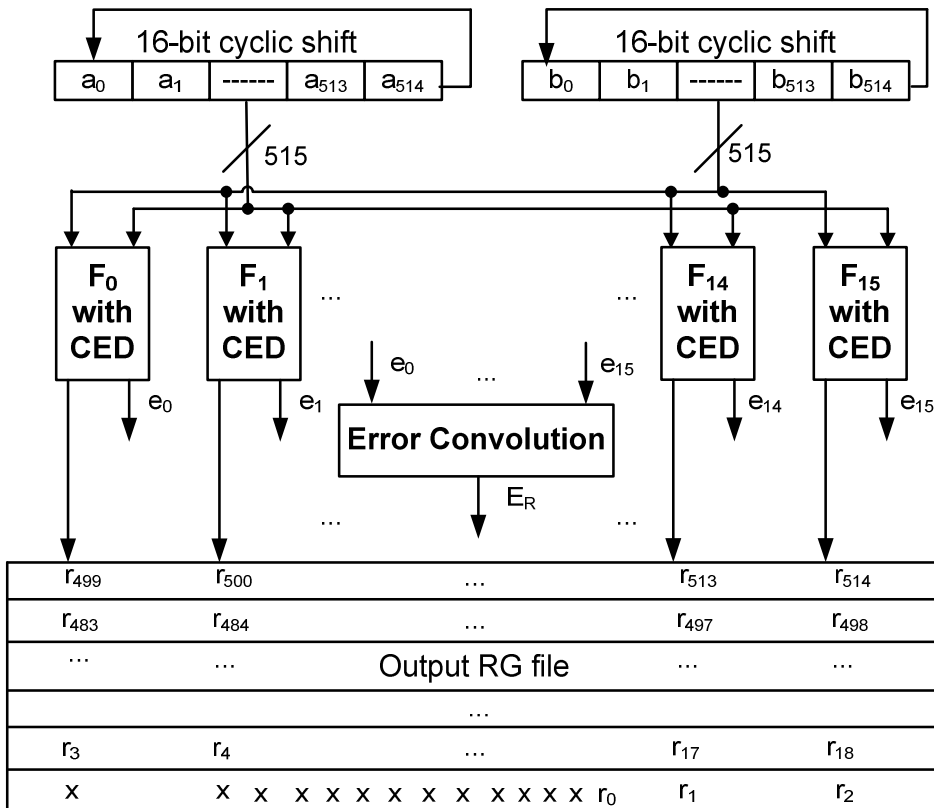 16-bit cyclic shift 16-bit cyclic shift
a0 a1 ------ a513 a514 b0 b1 ------ b513 b514
515 515
F0 with CED
F1 with CED
...
...
F14 with CED
F15 with CED
e0
e1
e0 ... e15
e14
e15
Error Convolution
ER
...
...
r499 r500 ... r513 r514
r483 r484 ... r497 r498
... ... Output RG file ... ...
...
r3 r4 ... r17 r18
x x x x x x x x x x x x r0 r1 r2